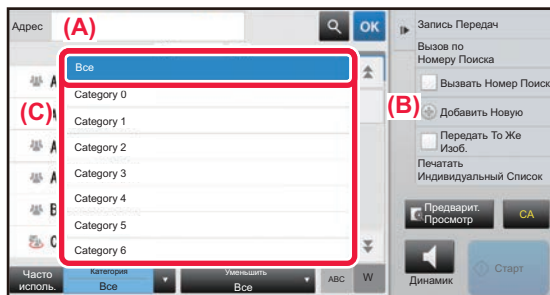 Адрес
(A)
OK
Запись Передач
Вызов по
Номеру Поиска
Все
A
Вызвать Номер Поиск
Category 0
(C)
(B)
Добавить Новую
Category 1
A
Category 2
Передать То Же
Изоб.
Category 3
A
Печатать
Индивидуальный Список
Category 4
B
Предварит.
Просмотр
CA
Category 5
C
Category 6
Часто
исполь.
Категория
Все
Уменьшить
Все
ABC
W
Динамик
Старт